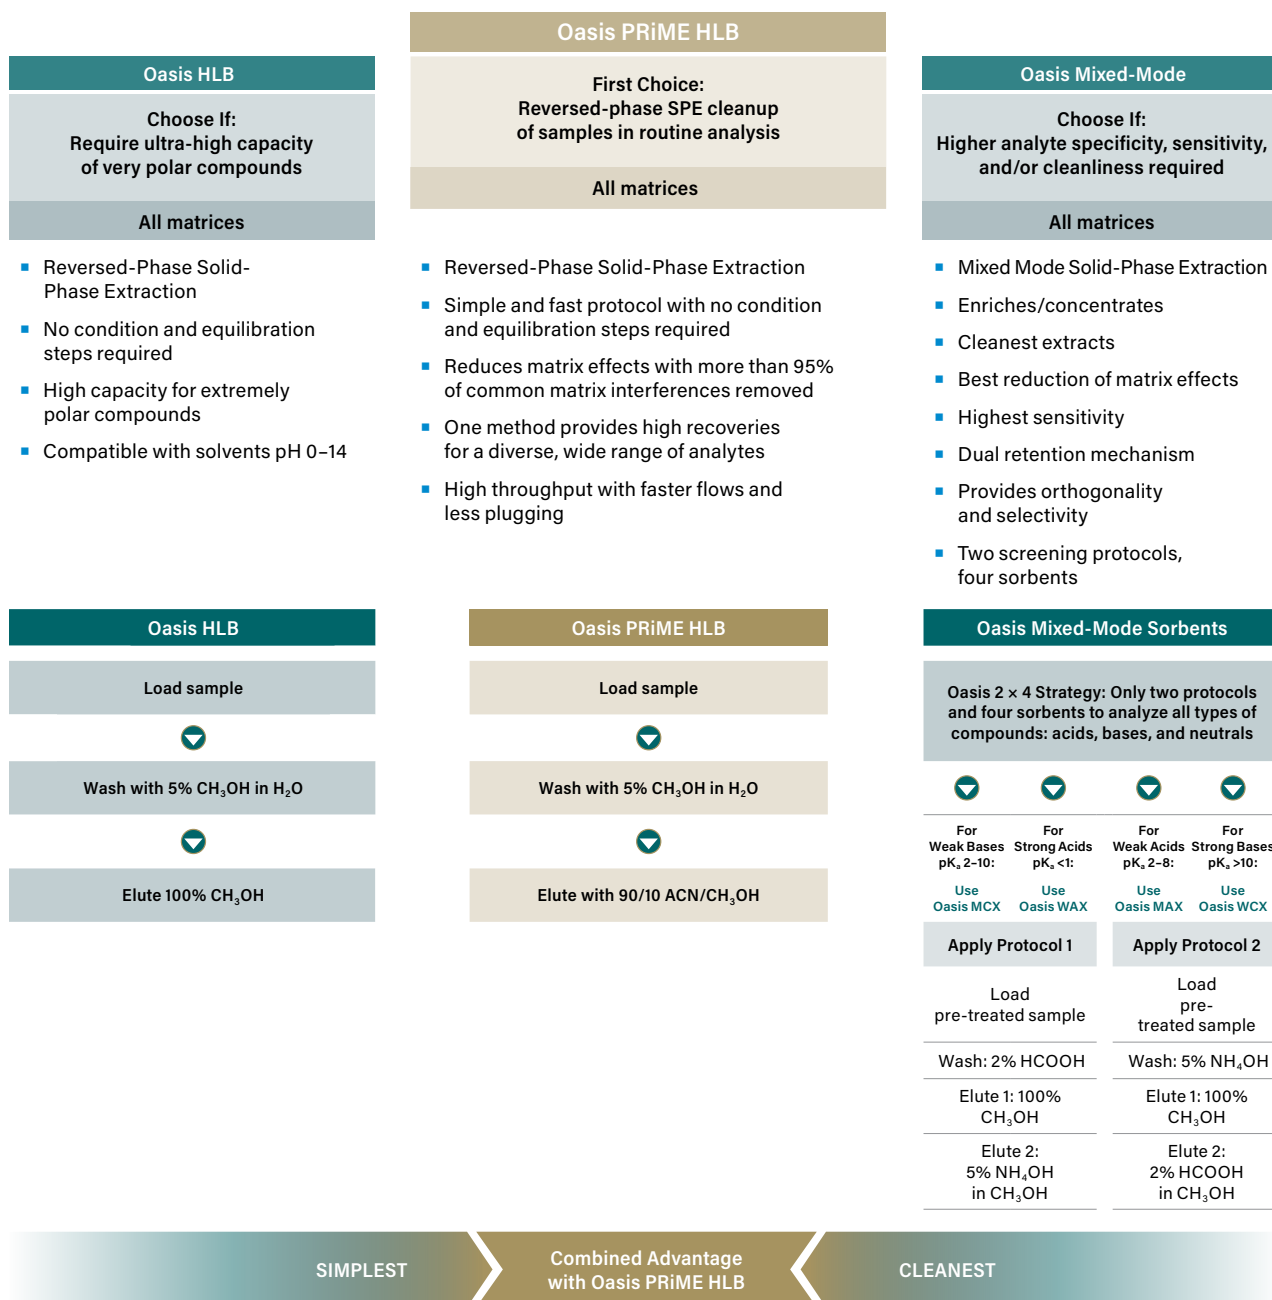 Oasis HLB
Choose If:
Require ultra-high capacity
of very polar compounds
All matrices
Reversed-Phase Solid-
Phase Extraction
No condition and equilibration
steps required
High capacity for extremely
polar compounds
Compatible with solvents pH 0–14
Oasis PRiME HLB
First Choice:
Reversed-phase SPE cleanup
of samples in routine analysis
All matrices
Reversed-Phase Solid-Phase Extraction
Simple and fast protocol with no condition
and equilibration steps required
Reduces matrix effects with more than 95%
of common matrix interferences removed
One method provides high recoveries
for a diverse, wide range of analytes
High throughput with faster flows and
less plugging
Oasis Mixed-Mode
Choose If:
Higher analyte specificity, sensitivity,
and/or cleanliness required
All matrices
Mixed Mode Solid-Phase Extraction
Enriches/concentrates
Cleanest extracts
Best reduction of matrix effects
Highest sensitivity
Dual retention mechanism
Provides orthogonality
and selectivity
Two screening protocols,
four sorbents
Oasis HLB
Load sample
Wash with 5% CH₃OH in H₂O
Elute 100% CH₃OH
Oasis PRiME HLB
Load sample
Wash with 5% CH₃OH in H₂O
Elute with 90/10 ACN/CH₃OH
Oasis Mixed-Mode Sorbents
Oasis 2 × 4 Strategy: Only two protocols
and four sorbents to analyze all types of
compounds: acids, bases, and neutrals
For
Weak Bases
pKₐ 2–10:
Use
Oasis MCX
For
Strong Acids
pKₐ <1:
Use
Oasis WAX
For
Weak Acids
pKₐ 2–8:
Use
Oasis MAX
For
Strong Bases
pKₐ >10:
Use
Oasis WCX
Apply Protocol 1
Load
pre-treated sample
Wash: 2% HCOOH
Elute 1: 100%
CH₃OH
Elute 2:
5% NH₄OH
in CH₃OH
Apply Protocol 2
Load
pre-
treated sample
Wash: 5% NH₄OH
Elute 1: 100%
CH₃OH
Elute 2:
2% HCOOH
in CH₃OH
SIMPLEST
Combined Advantage
with Oasis PRiME HLB
CLEANEST